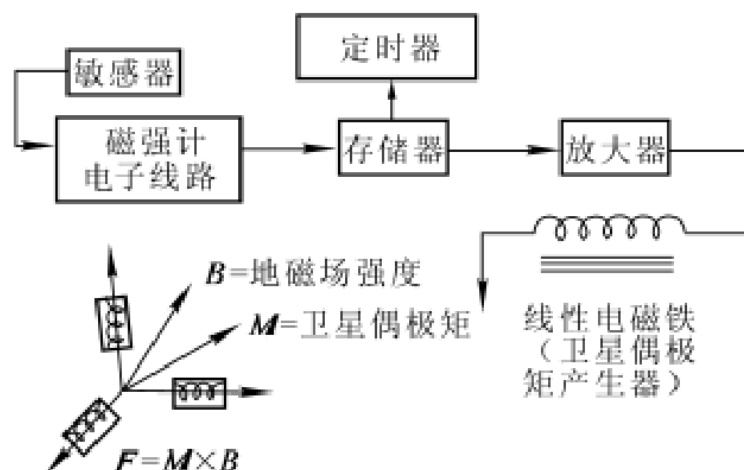 定时器
敏感器
磁强计
电子线路
存储器
放大器
B=地磁场强度
M=卫星偶极矩
线性电磁铁
（卫星偶极
矩产生器）
F=M×B